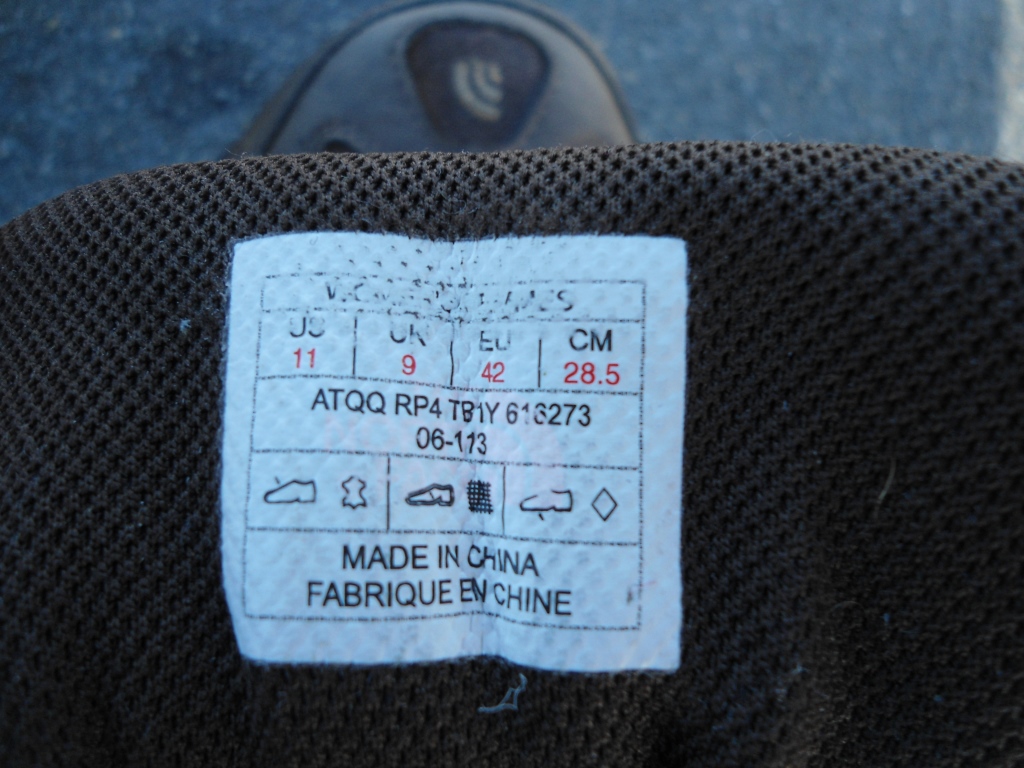 US UK EU CM
11 9 42 28.5
ATQQ RP4 TB1Y 616273
06-113
MADE IN CHINA
FABRIQUE EN CHINE